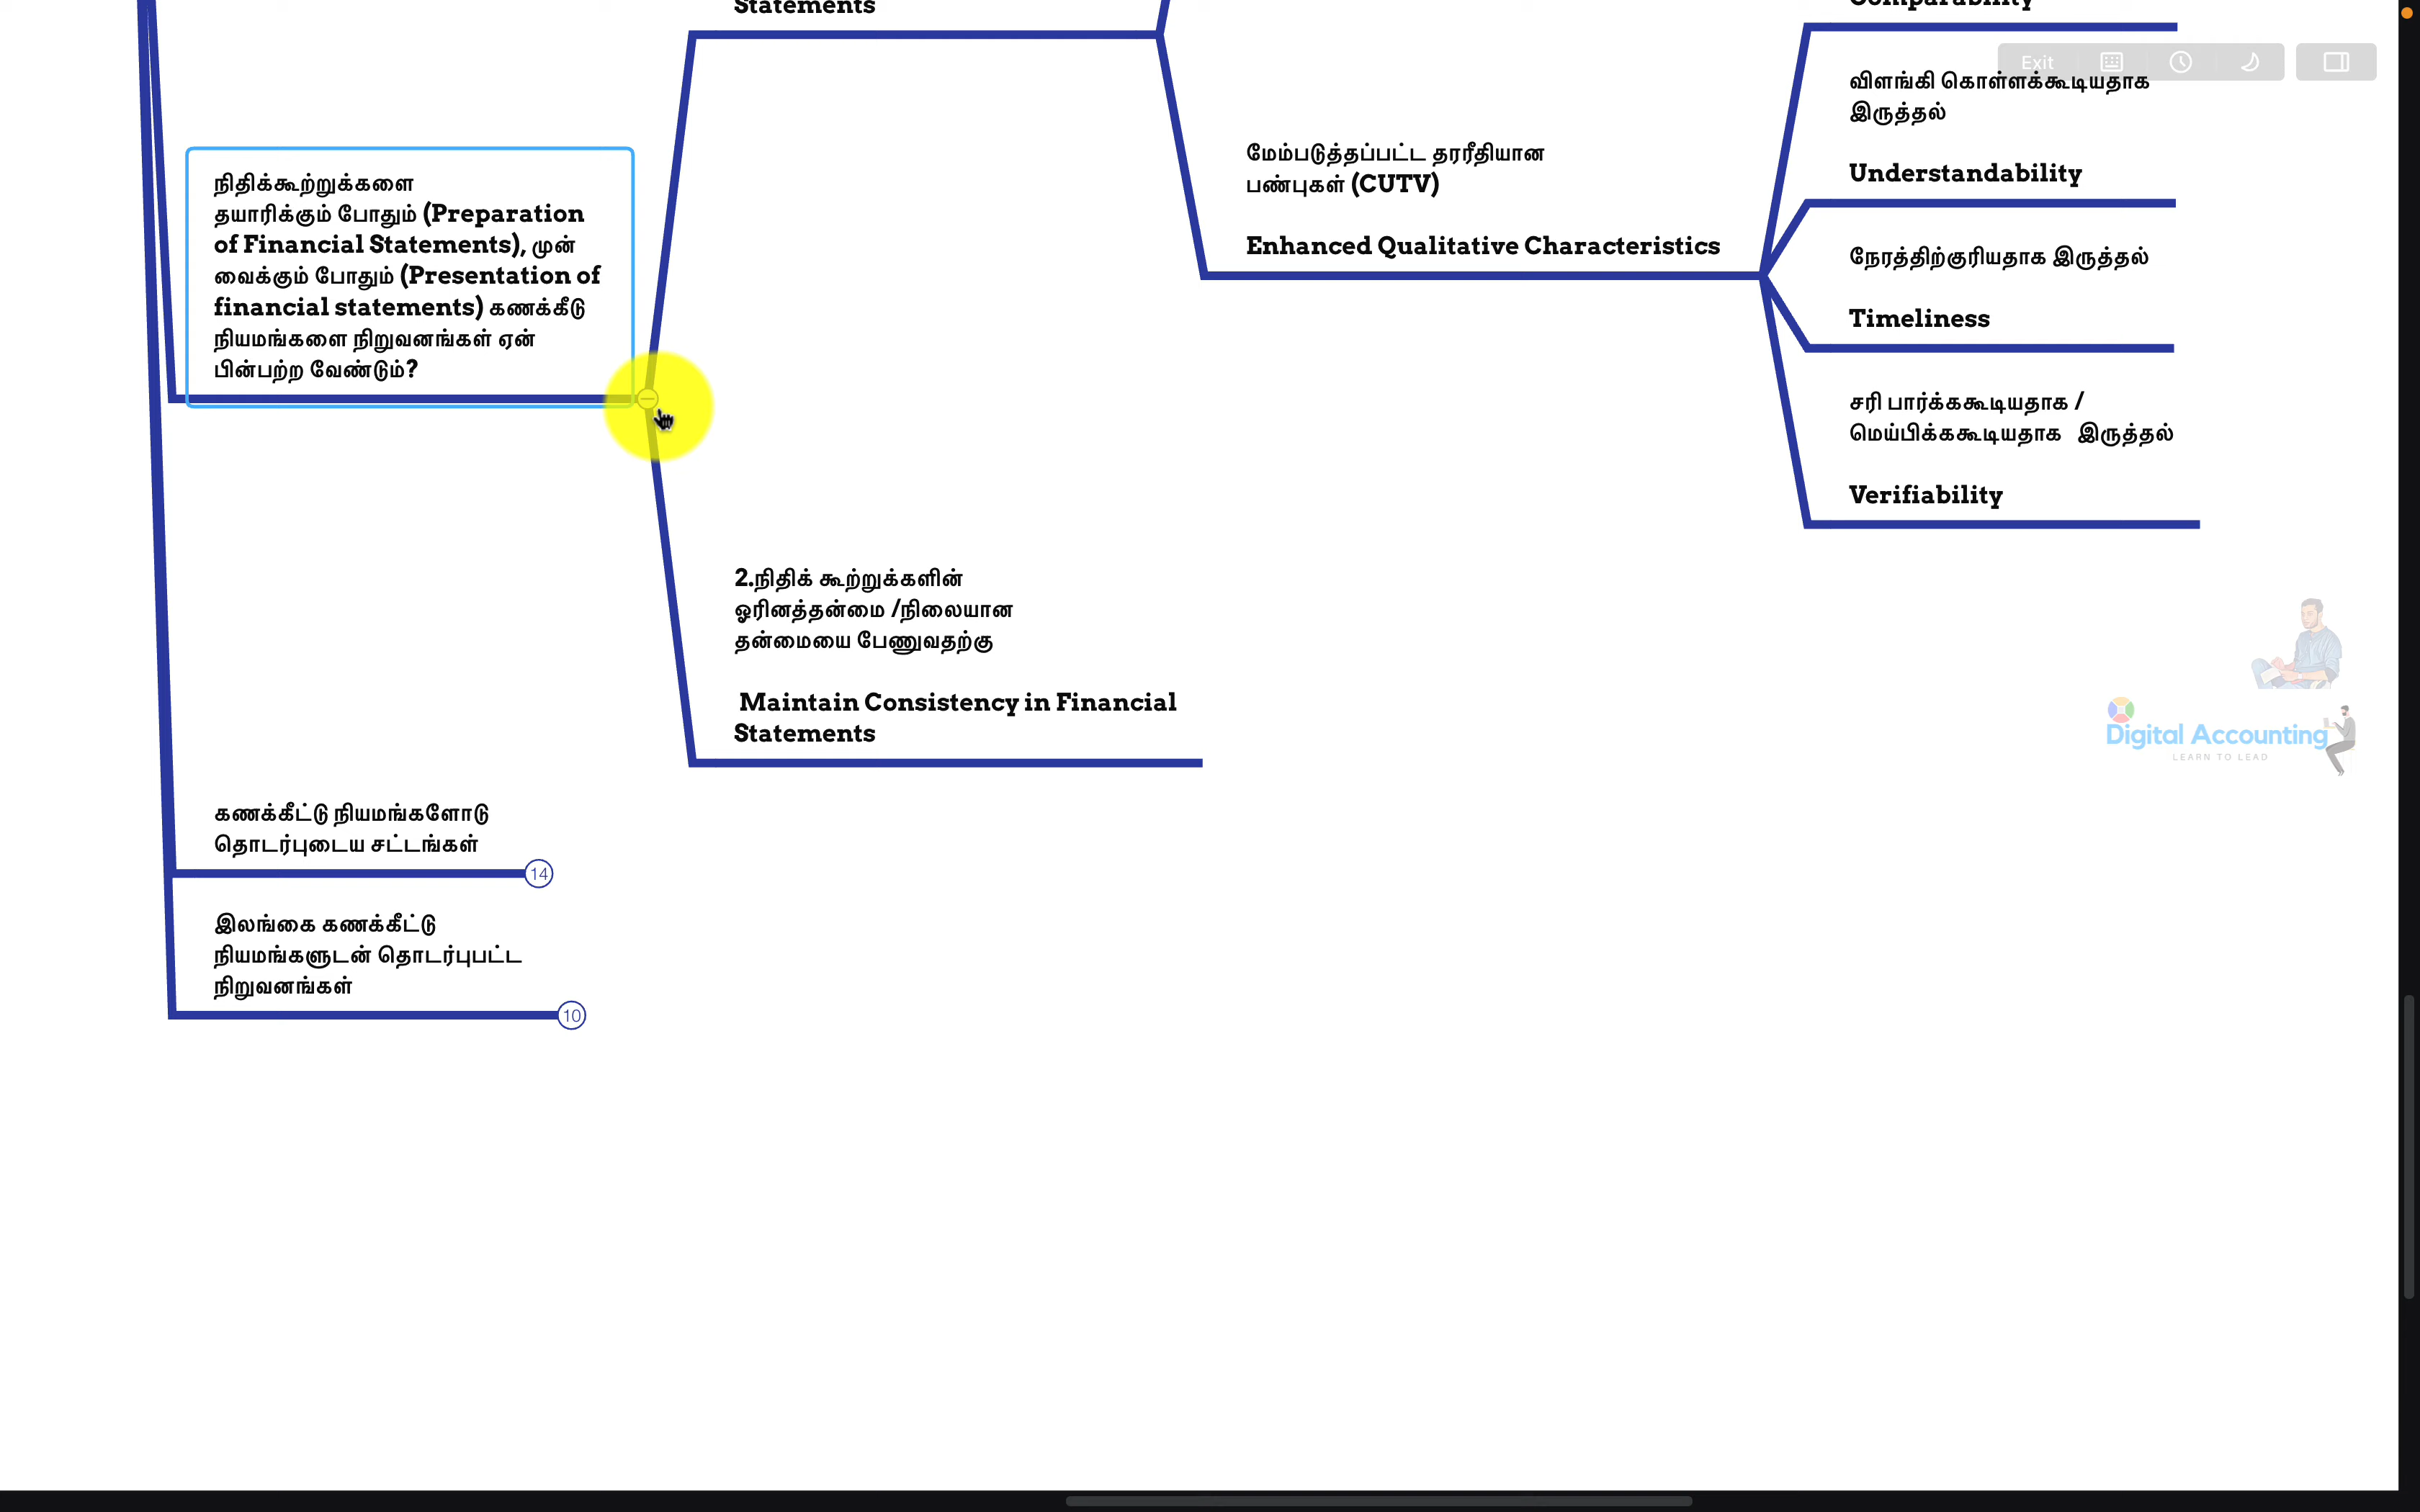 Statements
Comparability
Exit
விளங்கி கொள்ளக்கூடியதாக
இருத்தல்
Understandability
நிதிக்கூற்றுக்களை
தயாரிக்கும் போதும் (Preparation
of Financial Statements), முன்
வைக்கும் போதும் (Presentation of
financial statements) கணக்கீடு
நியமங்களை நிறுவனங்கள் ஏன்
பின்பற்ற வேண்டும்?
மேம்படுத்தப்பட்ட தரரீதியான
பண்புகள் (CUTV)
Enhanced Qualitative Characteristics
நேரத்திற்குரியதாக இருத்தல்
Timeliness
சரி பார்க்ககூடியதாக /
மெய்பிக்ககூடியதாக இருத்தல்
Verifiability
2.நிதிக் கூற்றுக்களின்
ஓரினத்தன்மை /நிலையான
தன்மையை பேணுவதற்கு
Maintain Consistency in Financial
Statements
Digital Accounting
LEARN TO LEAD
கணக்கீட்டு நியமங்களோடு
தொடர்புடைய சட்டங்கள்
14
இலங்கை கணக்கீட்டு
நியமங்களுடன் தொடர்புபட்ட
நிறுவனங்கள்
10